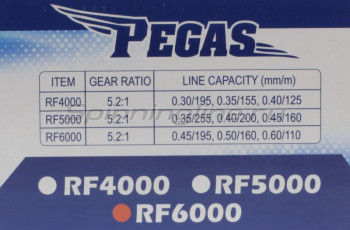 PEGAS
ITEM GEAR RATIO LINE CAPACITY (mm/m)
RF4000 5.2:1 0.30/195, 0.35/155, 0.40/125
RF5000 5.2:1 0.35/255, 0.40/200, 0.45/160
RF6000 5.2:1 0.45/195, 0.50/160, 0.60/110
RF4000 RF5000
RF6000